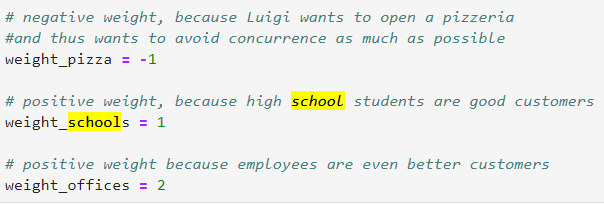 # negative weight, because Luigi wants to open a pizzeria
#and thus wants to avoid concurrence as much as possible
weight_pizza = -1
# positive weight, because high school students are good customers
weight_schools = 1
# positive weight because employees are even better customers
weight_offices = 2